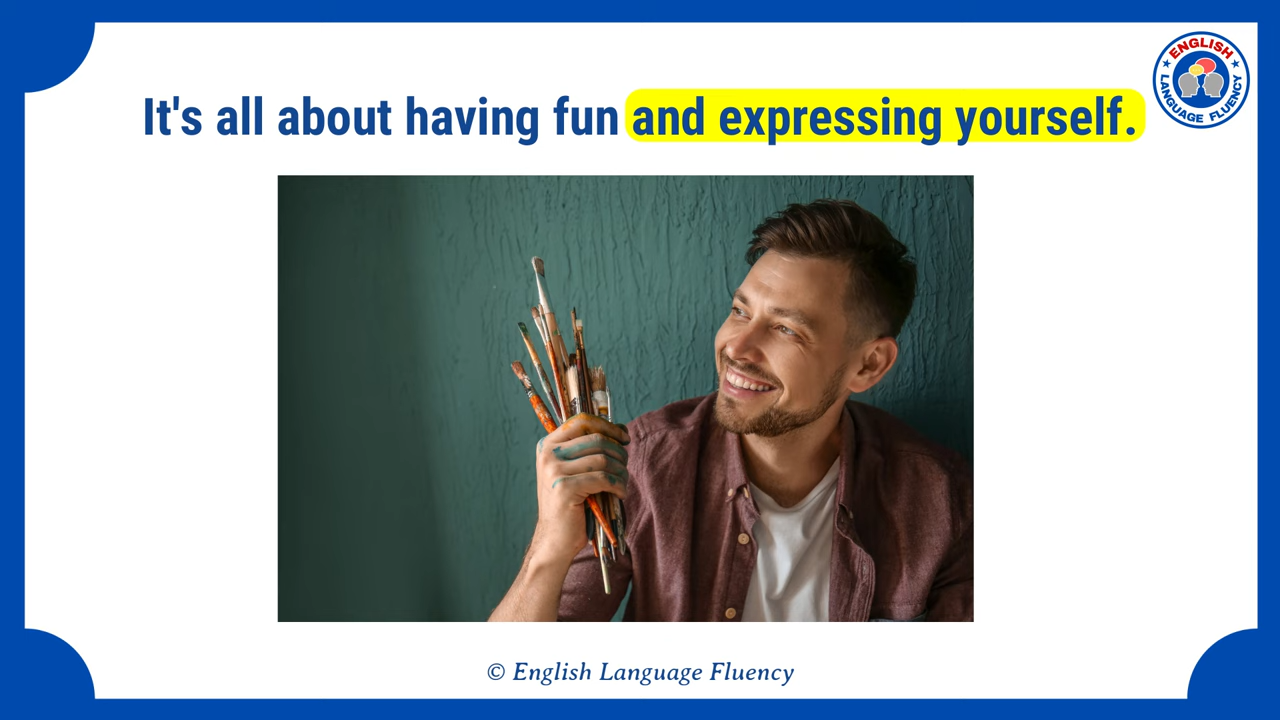 It's all about having fun and expressing yourself.
ENGLISH
LANGUAGE FLUENCY
© English Language Fluency